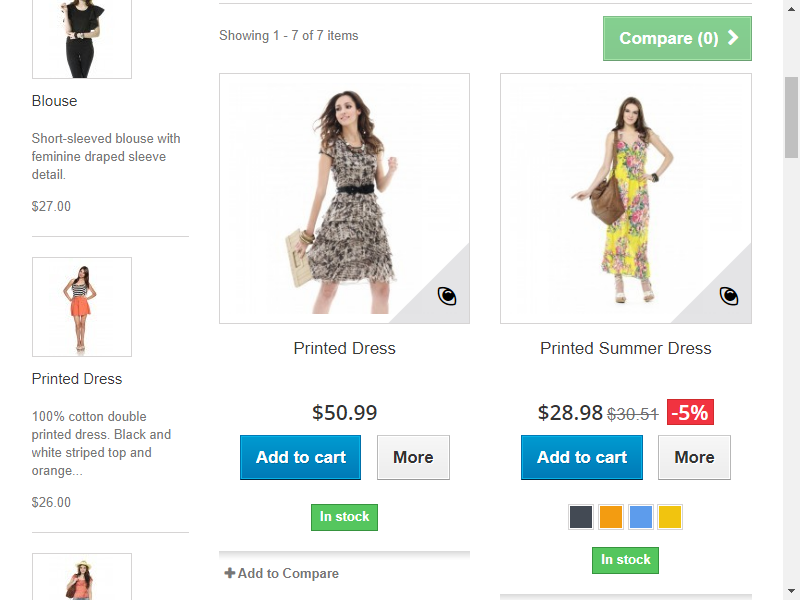 Blouse
Short-sleeved blouse with
feminine draped sleeve
detail.
$27.00
Printed Dress
100% cotton double
printed dress. Black and
white striped top and
orange...
$26.00
Showing 1 - 7 of 7 items
Compare (0)
Printed Dress
$50.99
Add to cart
More
In stock
Add to Compare
Printed Summer Dress
$28.98 $30.51 -5%
Add to cart
More
In stock